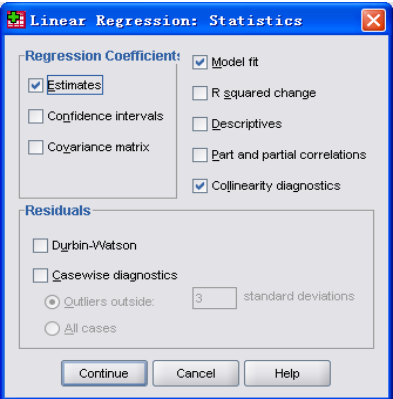 Linear Regression: Statistics
Regression Coefficients
Estimates
Confidence intervals
Covariance matrix
Model fit
R squared change
Descriptives
Part and partial correlations
Collinearity diagnostics
Residuals
Durbin-Watson
Casewise diagnostics
Outliers outside: 3 standard deviations
All cases
Continue Cancel Help